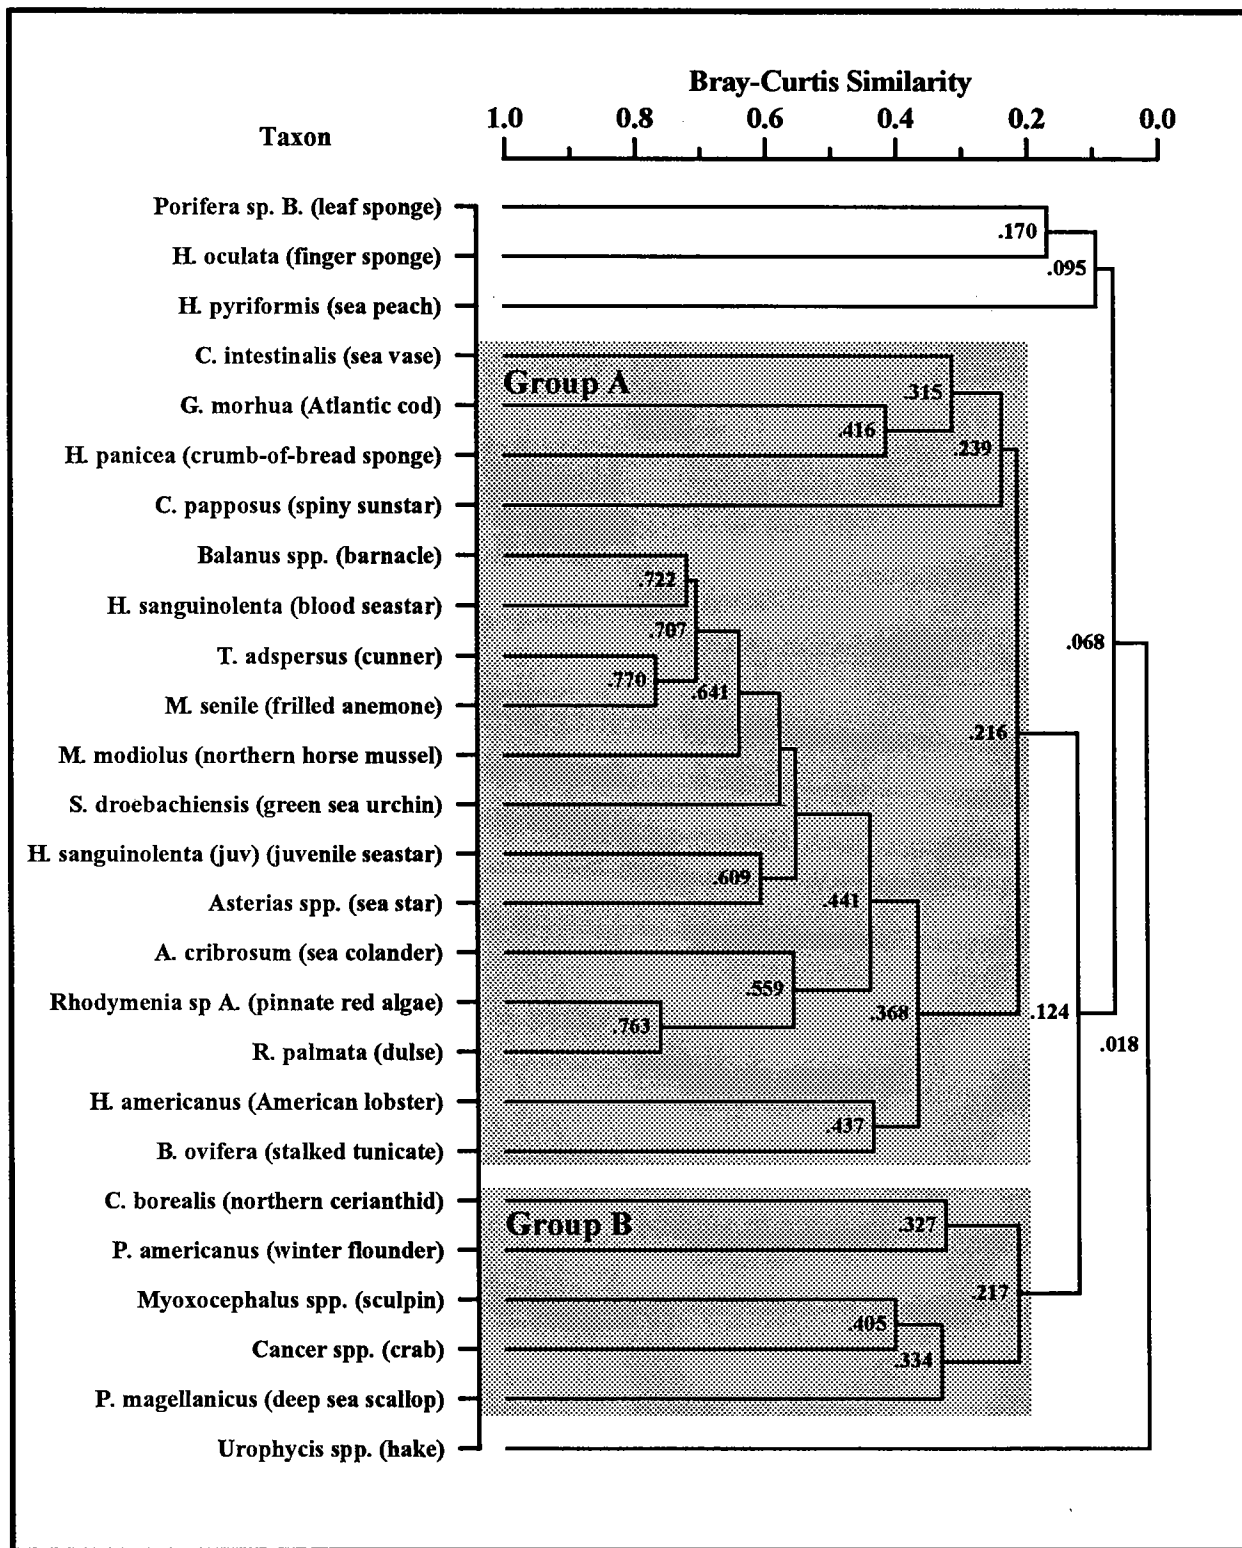 Bray-Curtis Similarity
Taxon
1.0 0.8 0.6 0.4 0.2 0.0
Porifera sp. B. (leaf sponge)
.170
H. oculata (finger sponge)
.095
H. pyriformis (sea peach)
C. intestinalis (sea vase)
Group A
.315
G. morhua (Atlantic cod)
.416
H. panicea (crumb-of-bread sponge)
.239
C. papposus (spiny sunstar)
Balanus spp. (barnacle)
.722
H. sanguinolenta (blood seastar)
.707
T. adspersus (cunner)
.068
.770
.641
M. senile (frilled anemone)
.216
M. modiolus (northern horse mussel)
S. droebachiensis (green sea urchin)
H. sanguinolenta (juv) (juvenile seastar)
.609
.441
Asterias spp. (sea star)
A. cribrosum (sea colander)
.559
Rhodymenia sp A. (pinnate red algae)
.368
.124
.763
.018
R. palmata (dulse)
H. americanus (American lobster)
.437
B. ovifera (stalked tunicate)
C. borealis (northern cerianthid)
Group B
.327
P. americanus (winter flounder)
.217
Myoxocephalus spp. (sculpin)
.405
Cancer spp. (crab)
.334
P. magellanicus (deep sea scallop)
Urophycis spp. (hake)